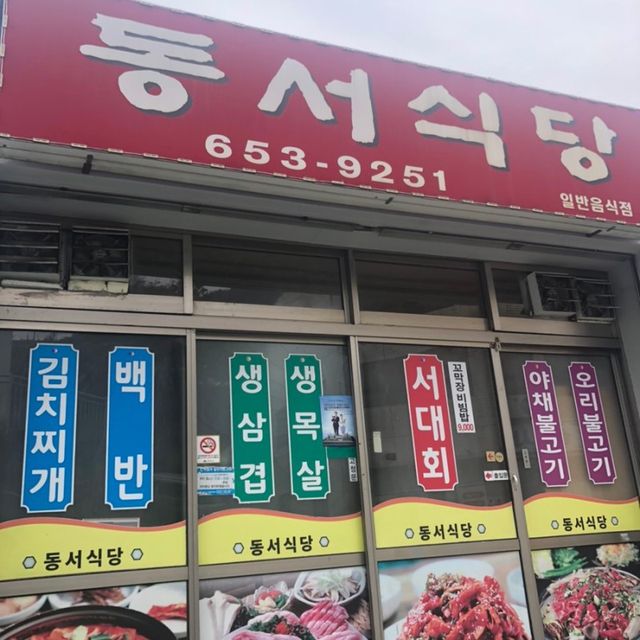 동서식당
653-9251
일반음식점
김치찌개
백반
생삼겹
생목살
서대회
꼬막장비빔밥
9,000
야채불고기
오리불고기
동서식당
동서식당
동서식당
동서식당